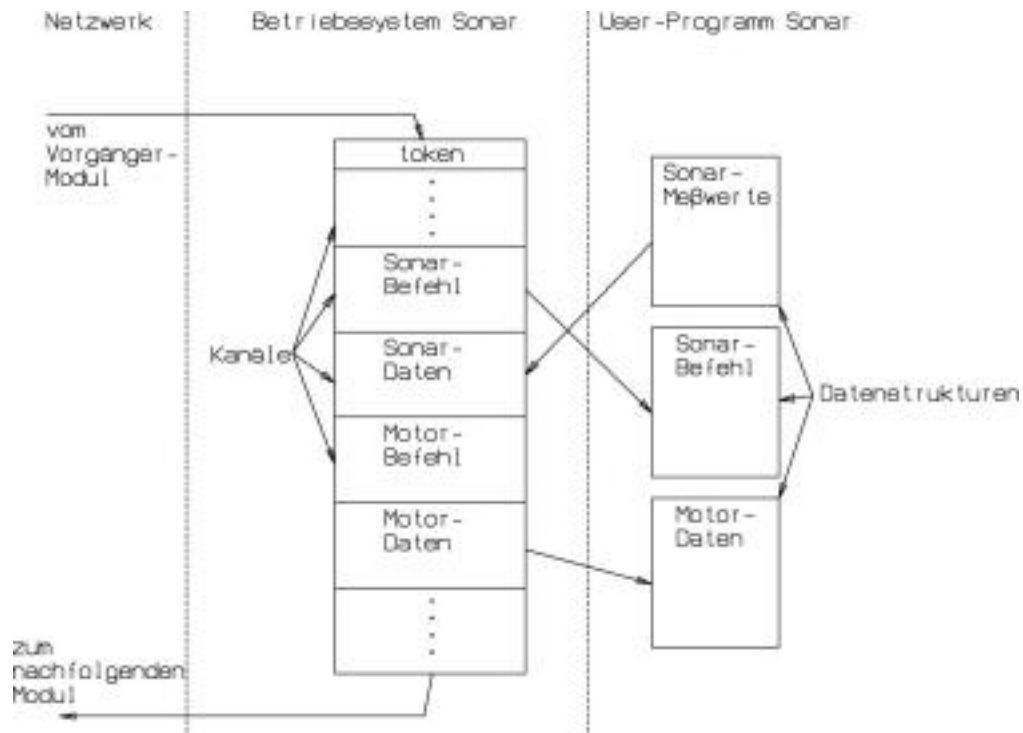 Netzwerk
Betriebssystem Sonar
User-Programm Sonar
vom
Vorgänger-
Modul
token
Sonar-
Befehl
Sonar-
Daten
Motor-
Befehl
Motor-
Daten
Kanäle
Sonar-
Meßwerte
Sonar-
Befehl
Motor-
Daten
Datenstrukturen
zum
nachfolgenden
Modul